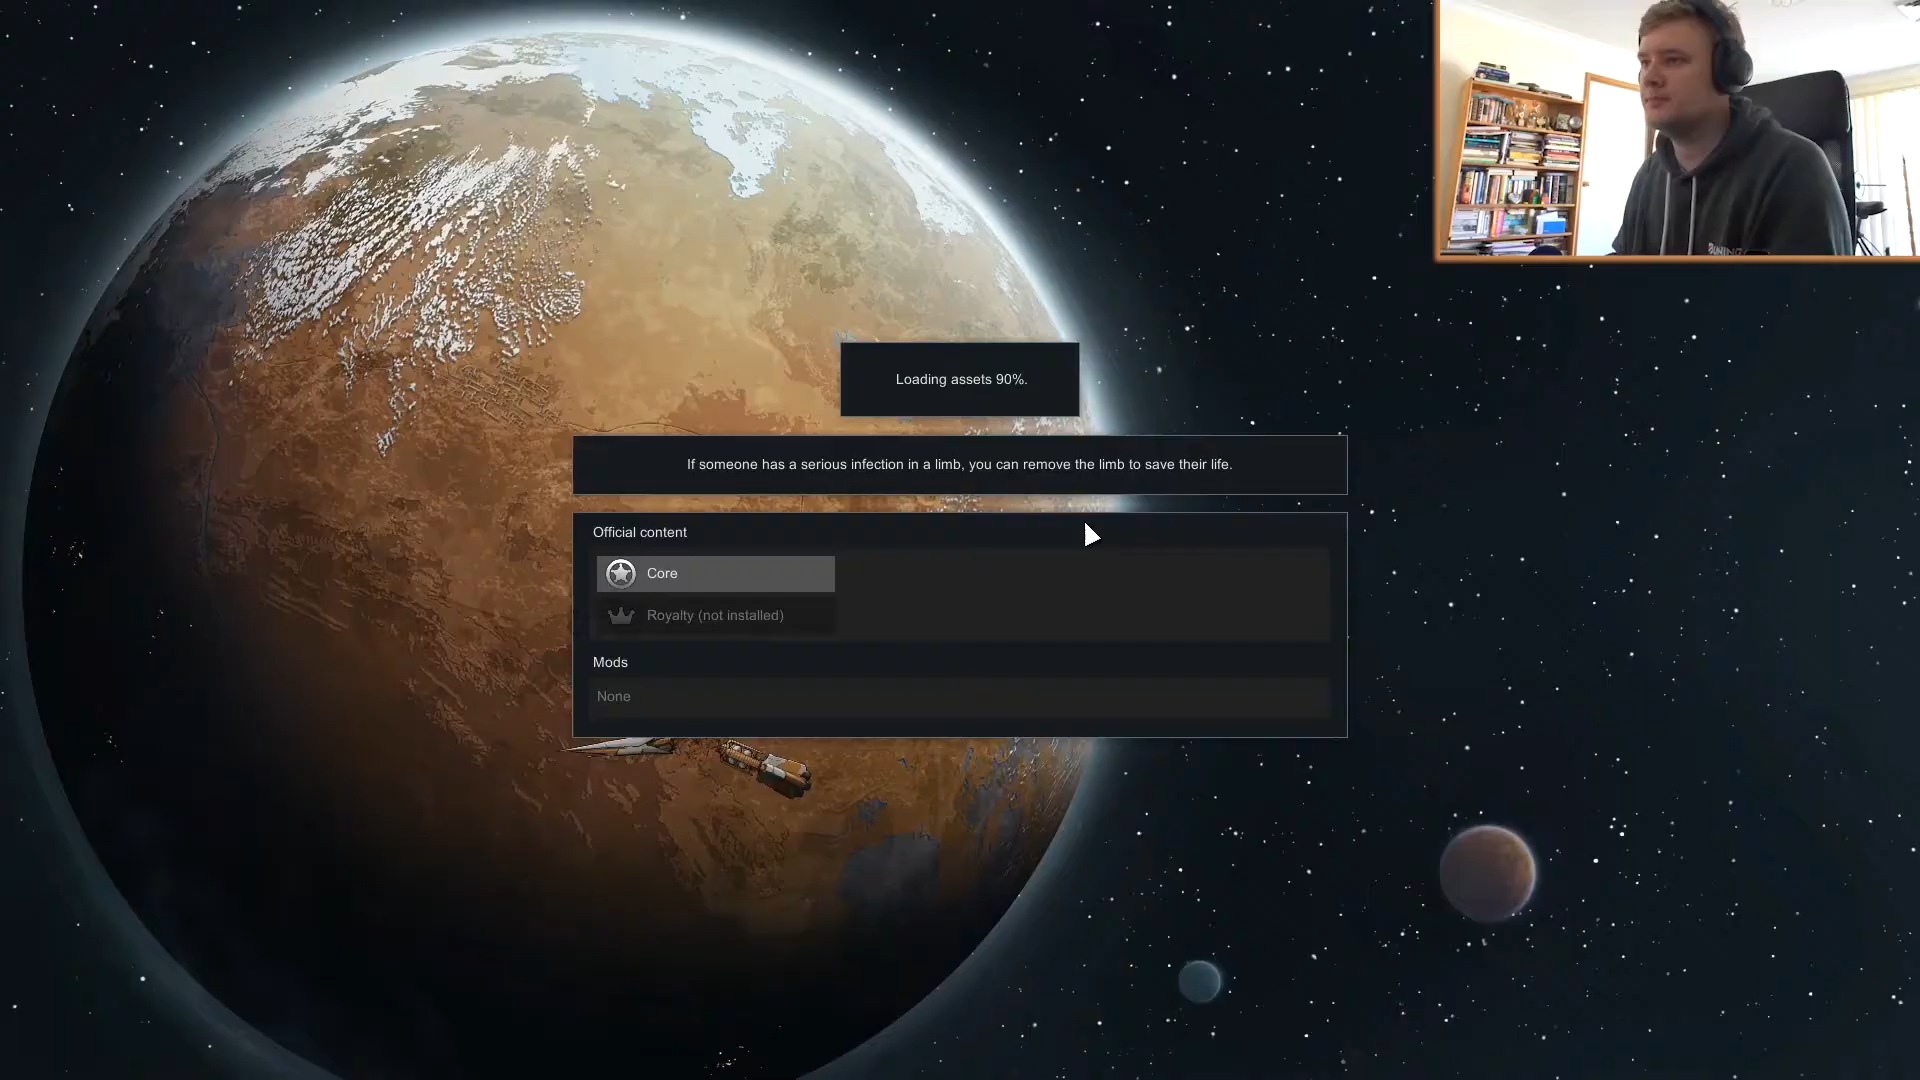 Loading assets 90%.
If someone has a serious infection in a limb, you can remove the limb to save their life.
Official content
Core
Royalty (not installed)
Mods
None